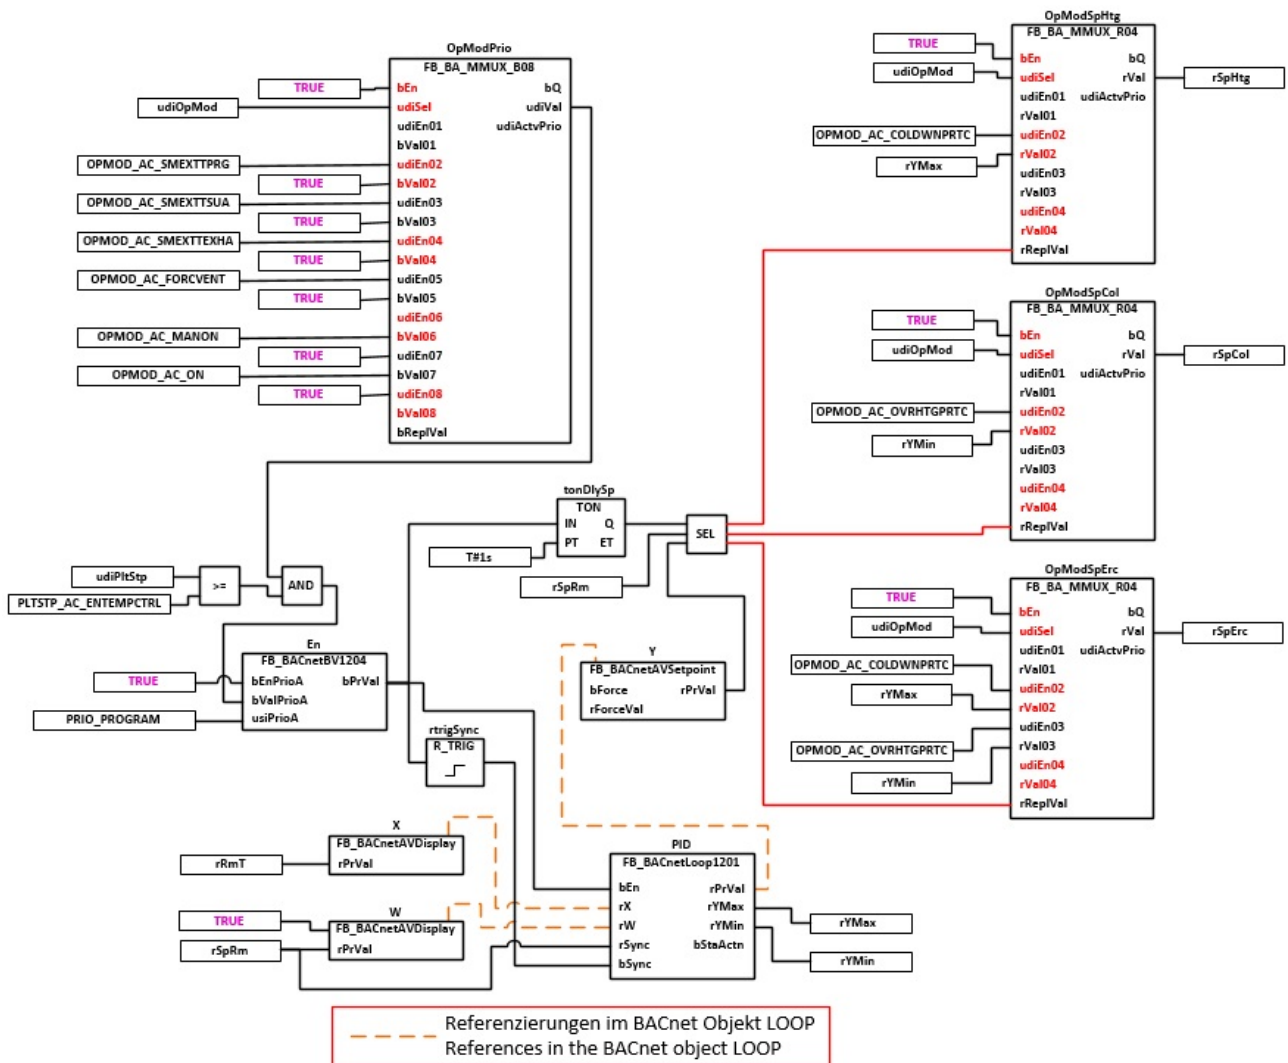 OpModPrio
FB_BA_MMUX_B08
TRUE
bEn
bQ
udiOpMod
udiSel
udiVal
udiEn01
udiActvPrio
bVal01
OPMOD_AC_SMEXTTPRG
udiEn02
TRUE
bVal02
OPMOD_AC_SMEXTTSUA
udiEn03
TRUE
bVal03
OPMOD_AC_SMEXTTEXHA
udiEn04
TRUE
bVal04
OPMOD_AC_FORCVENT
udiEn05
TRUE
bVal05
udiEn06
OPMOD_AC_MANON
bVal06
TRUE
udiEn07
OPMOD_AC_ON
bVal07
TRUE
udiEn08
bVal08
bReplVal
OpModSpHtg
FB_BA_MMUX_R04
TRUE
bEn
bQ
udiOpMod
udiSel
rVal
rSpHtg
udiEn01
udiActvPrio
rVal01
OPMOD_AC_COLDWNPRTC
udiEn02
rYMax
rVal02
udiEn03
rVal03
udiEn04
rVal04
rReplVal
OpModSpCol
FB_BA_MMUX_R04
TRUE
bEn
bQ
udiOpMod
udiSel
rVal
rSpCol
udiEn01
udiActvPrio
rVal01
OPMOD_AC_OVRHTGPRTC
udiEn02
rYMin
rVal02
udiEn03
rVal03
udiEn04
rVal04
rReplVal
tonDlySp
TON
IN
Q
PT
ET
T#1s
SEL
rSpRm
udiPltStp
PLTSTP_AC_ENTEMPCTRL
>=
AND
OpModSpErc
FB_BA_MMUX_R04
TRUE
bEn
bQ
udiOpMod
udiSel
rVal
rSpErc
udiEn01
udiActvPrio
OPMOD_AC_COLDWNPRTC
rVal01
udiEn02
rYMax
rVal02
udiEn03
OPMOD_AC_OVRHTGPRTC
rVal03
udiEn04
rYMin
rVal04
rReplVal
En
FB_BACnetBV1204
TRUE
bEnPrioA
bPrVal
bValPrioA
PRIO_PROGRAM
usiPrioA
Y
FB_BACnetAVSetpoint
bForce
rPrVal
rForceVal
rtrigSync
R_TRIG
X
FB_BACnetAVDisplay
rRmT
rPrVal
W
TRUE
FB_BACnetAVDisplay
rSpRm
rPrVal
PID
FB_BACnetLoop1201
bEn
rPrVal
rX
rYMax
rYMax
rW
rYMin
rSync
bStaActn
bSync
rYMin
Referenzierungen im BACnet Objekt LOOP
References in the BACnet object LOOP